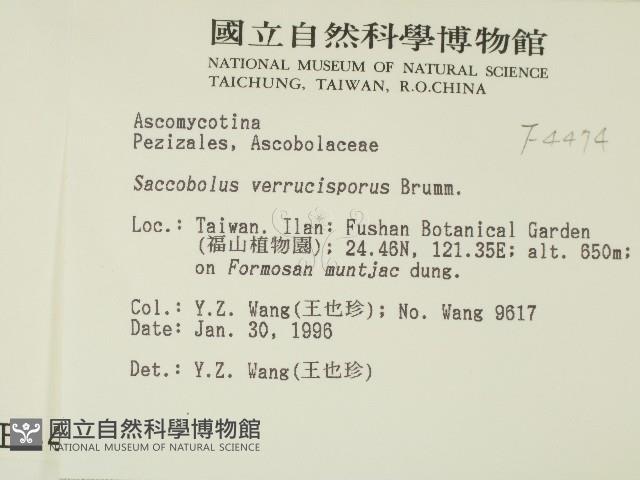 國立自然科學博物館
NATIONAL MUSEUM OF NATURAL SCIENCE
TAICHUNG, TAIWAN, R.O.CHINA
Ascomycotina
Pezizales, Ascobolaceae
F-4474
Saccobolus verrucisporus Brumm.
Loc.: Taiwan. Ilan: Fushan Botanical Garden
(福山植物園); 24.46N, 121.35E; alt. 650m;
on Formosan muntjac dung.
Col.: Y.Z. Wang(王也珍); No. Wang 9617
Date: Jan. 30, 1996
Det.: Y.Z. Wang(王也珍)
國立自然科學博物館
NATIONAL MUSEUM OF NATURAL SCIENCE